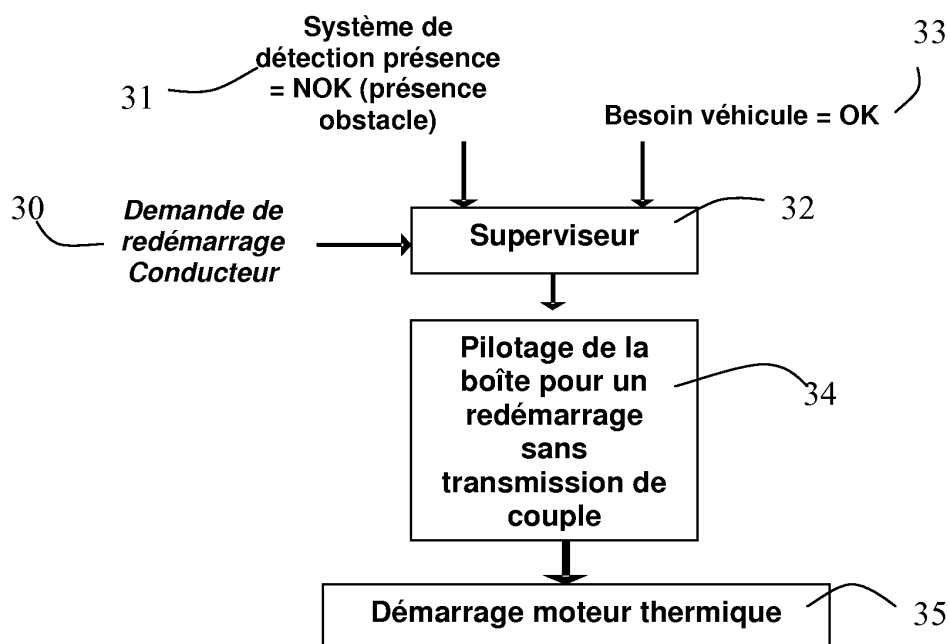 Système de
détection présence
= NOK (présence
obstacle)
31
33
Besoin véhicule = OK
30
Demande de
redémarrage
Conducteur
32
Superviseur
Pilotage de la
boîte pour un
redémarrage
sans
transmission de
couple
34
Démarrage moteur thermique
35